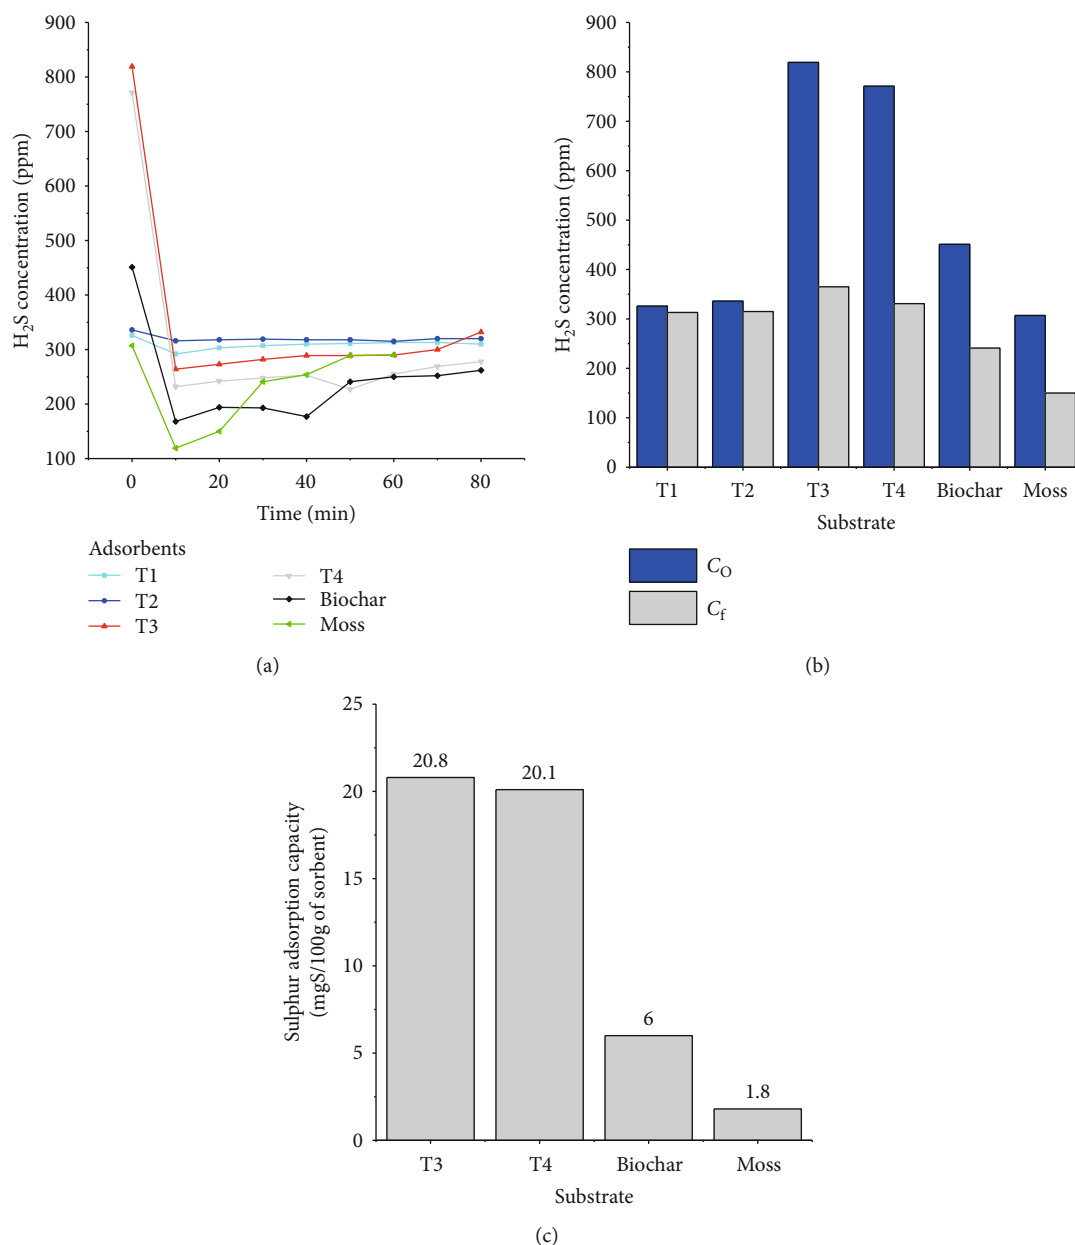 900
800
700
600
500
400
300
200
100
H₂S concentration (ppm)
0 20 40 60 80
Time (min)
Adsorbents
T1
T2
T3
T4
Biochar
Moss
(a)
900
800
700
600
500
400
300
200
100
0
H₂S concentration (ppm)
T1 T2 T3 T4 Biochar Moss
Substrate
C_O
C_f
(b)
25
20
15
10
5
0
Sulphur adsorption capacity
(mgS/100g of sorbent)
20.8
20.1
6
1.8
T3 T4 Biochar Moss
Substrate
(c)